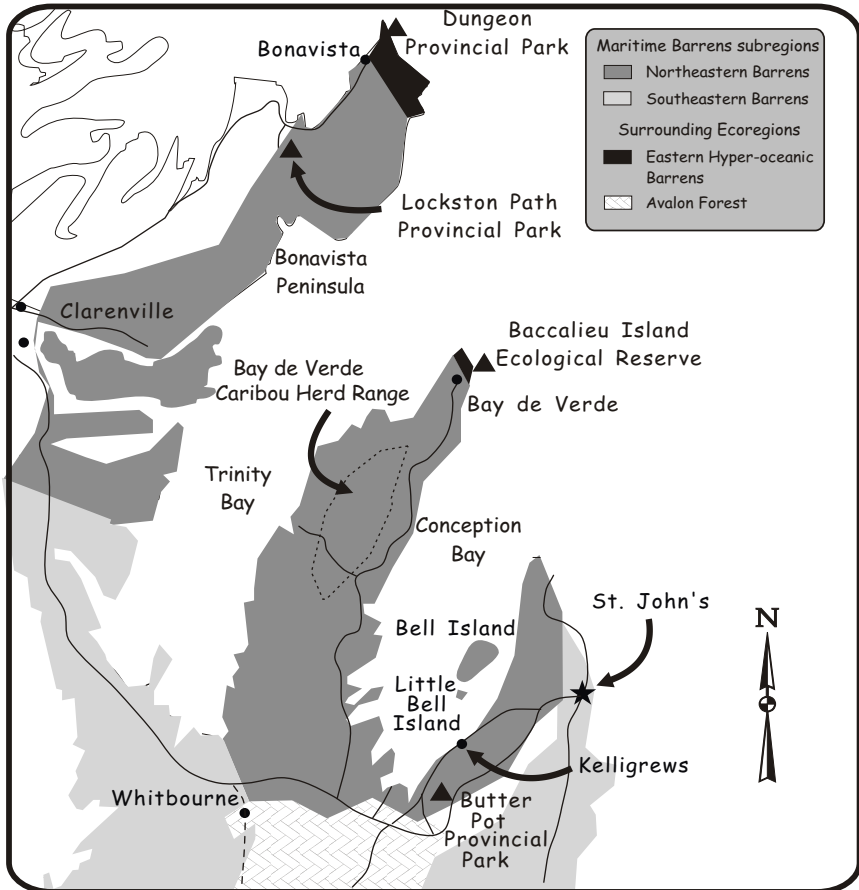 Dungeon
Provincial Park
Bonavista
Maritime Barrens subregions
Northeastern Barrens
Southeastern Barrens
Surrounding Ecoregions
Eastern Hyper-oceanic
Barrens
Avalon Forest
Lockston Path
Provincial Park
Bonavista
Peninsula
Clarenville
Baccalieu Island
Ecological Reserve
Bay de Verde
Caribou Herd Range
Bay de Verde
Trinity
Bay
Conception
Bay
St. John's
N
Bell Island
Little
Bell
Island
Kelligrews
Whitbourne
Butter
Pot
Provincial
Park